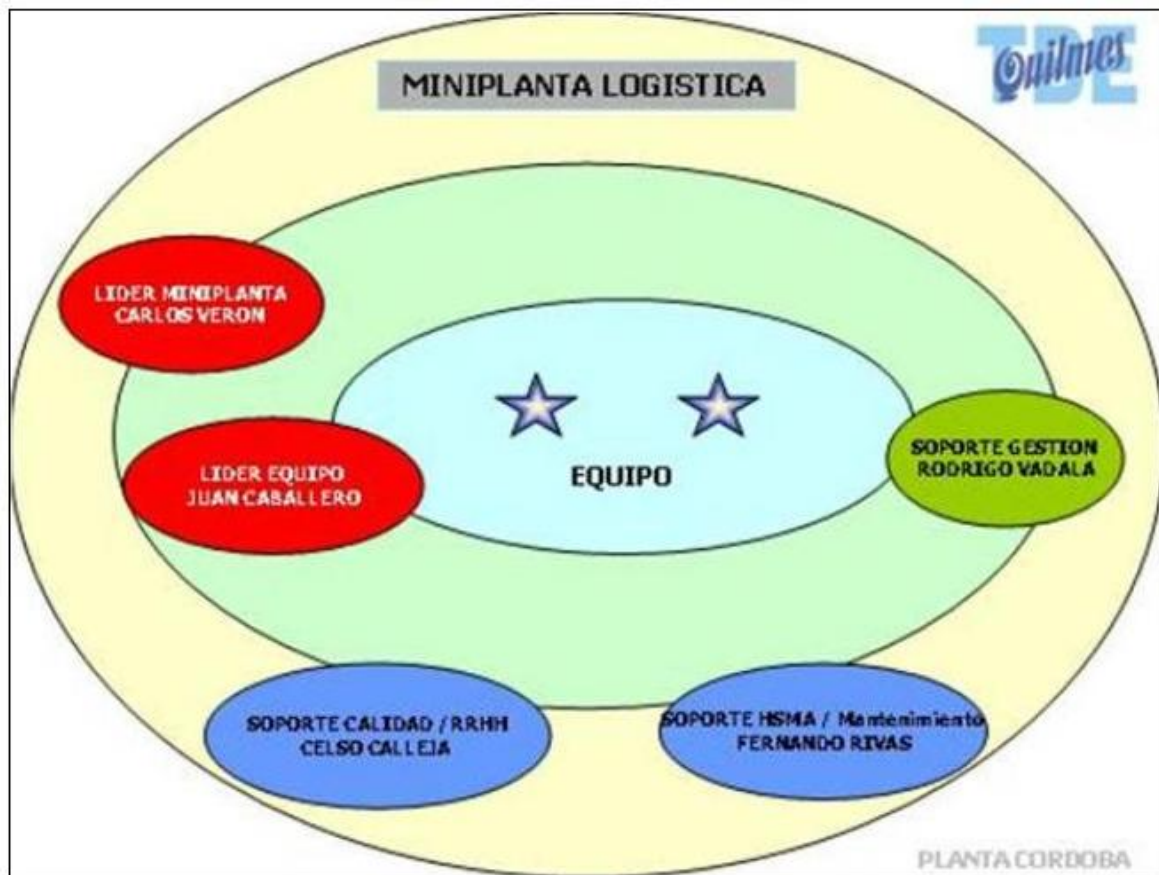 TDE
Quilmes
MINIPLANTA LOGISTICA
LIDER MINIPLANTA
CARLOS VERON
LIDER EQUIPO
JUAN CABALLERO
EQUIPO
SOPORTE GESTION
RODRIGO VADALA
SOPORTE CALIDAD / RRHH
CELSO CALLEJA
SOPORTE HSMA / Mantenimiento
FERNANDO RIVAS
PLANTA CORDOBA